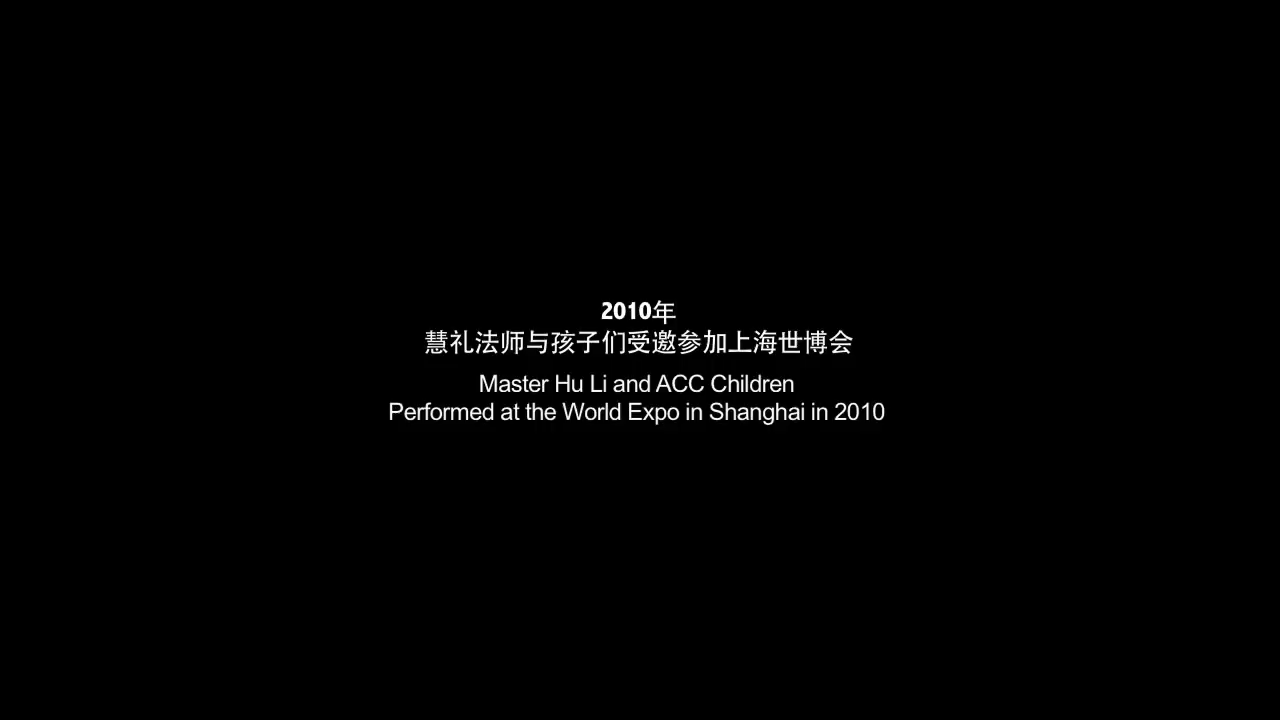 2010年
慧礼法师与孩子们受邀参加上海世博会
Master Hu Li and ACC Children
Performed at the World Expo in Shanghai in 2010